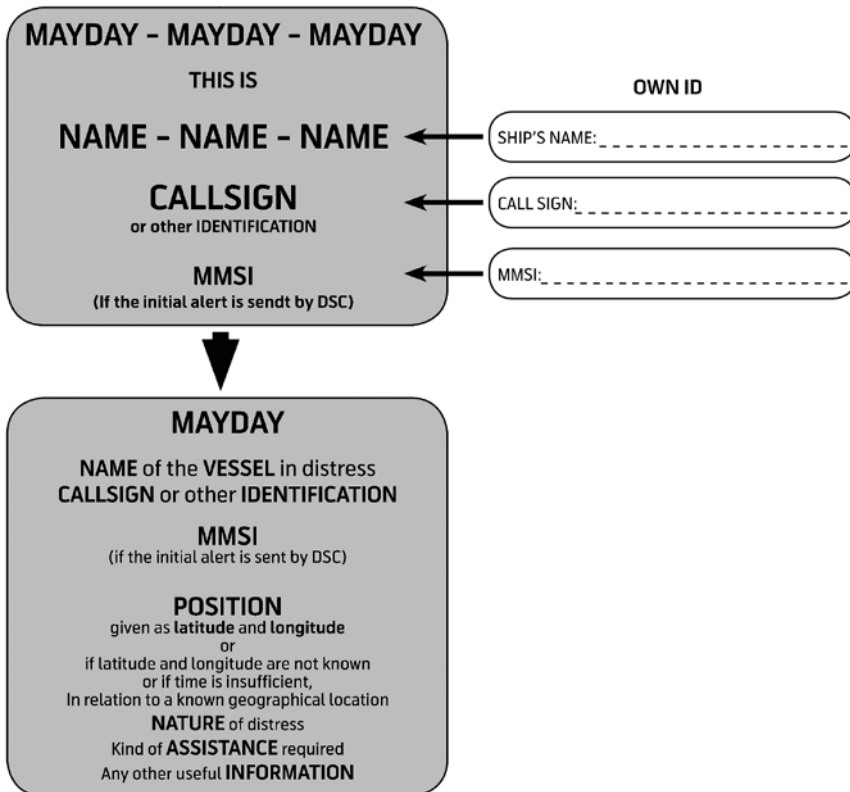 MAYDAY - MAYDAY - MAYDAY
THIS IS
NAME - NAME - NAME
CALLSIGN
or other IDENTIFICATION
MMSI
(If the initial alert is sendt by DSC)
OWN ID
SHIP'S NAME:
CALL SIGN:
MMSI:
MAYDAY
NAME of the VESSEL in distress
CALLSIGN or other IDENTIFICATION
MMSI
(if the initial alert is sent by DSC)
POSITION
given as latitude and longitude
or
if latitude and longitude are not known
or if time is insufficient,
In relation to a known geographical location
NATURE of distress
Kind of ASSISTANCE required
Any other useful INFORMATION